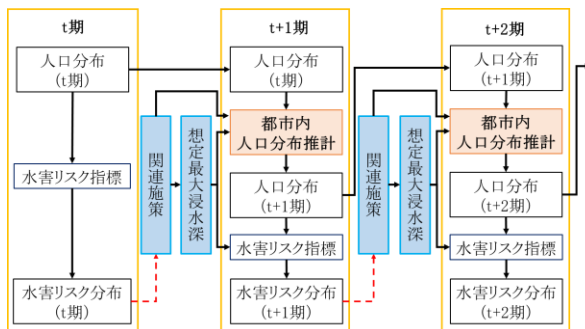 t期
人口分布
(t期)
水害リスク指標
水害リスク分布
(t期)
関連施策
想定最大浸水深
t+1期
人口分布
(t期)
都市内
人口分布推計
人口分布
(t+1期)
水害リスク指標
水害リスク分布
(t+1期)
関連施策
想定最大浸水深
t+2期
人口分布
(t+1期)
都市内
人口分布推計
人口分布
(t+2期)
水害リスク指標
水害リスク分布
(t+2期)